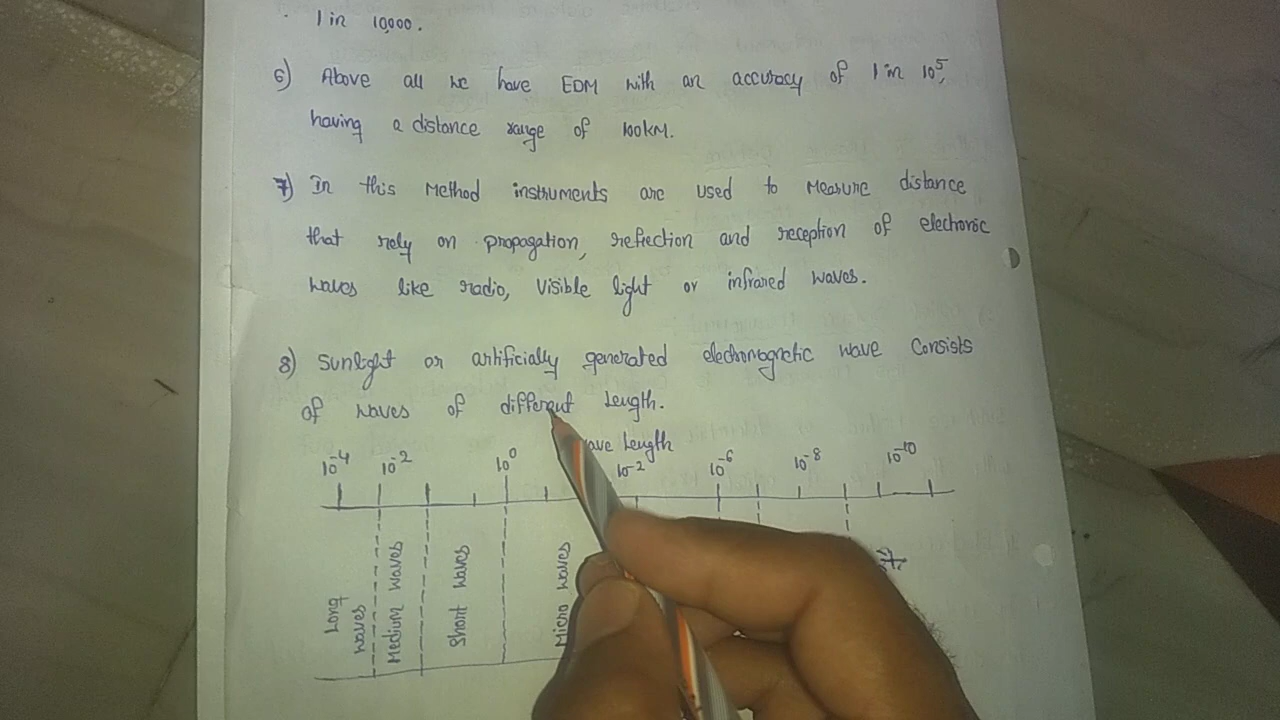 1 in 10,000.
6) Above all we have EDM with an accuracy of 1 in 10⁵,
having a distance range of 100KM.
7) In this Method instruments are used to Measure distance
that rely on propagation, reflection and reception of electronic
waves like radio, Visible light or infrared waves.
8) Sunlight or artificially generated electromagnetic wave Consists
of waves of different Length.
Length
10⁻⁴ 10⁻² 10⁰ 10⁻² 10⁻⁶ 10⁻⁸ 10⁻¹⁰
Long waves
Medium waves
Short waves
Micro waves